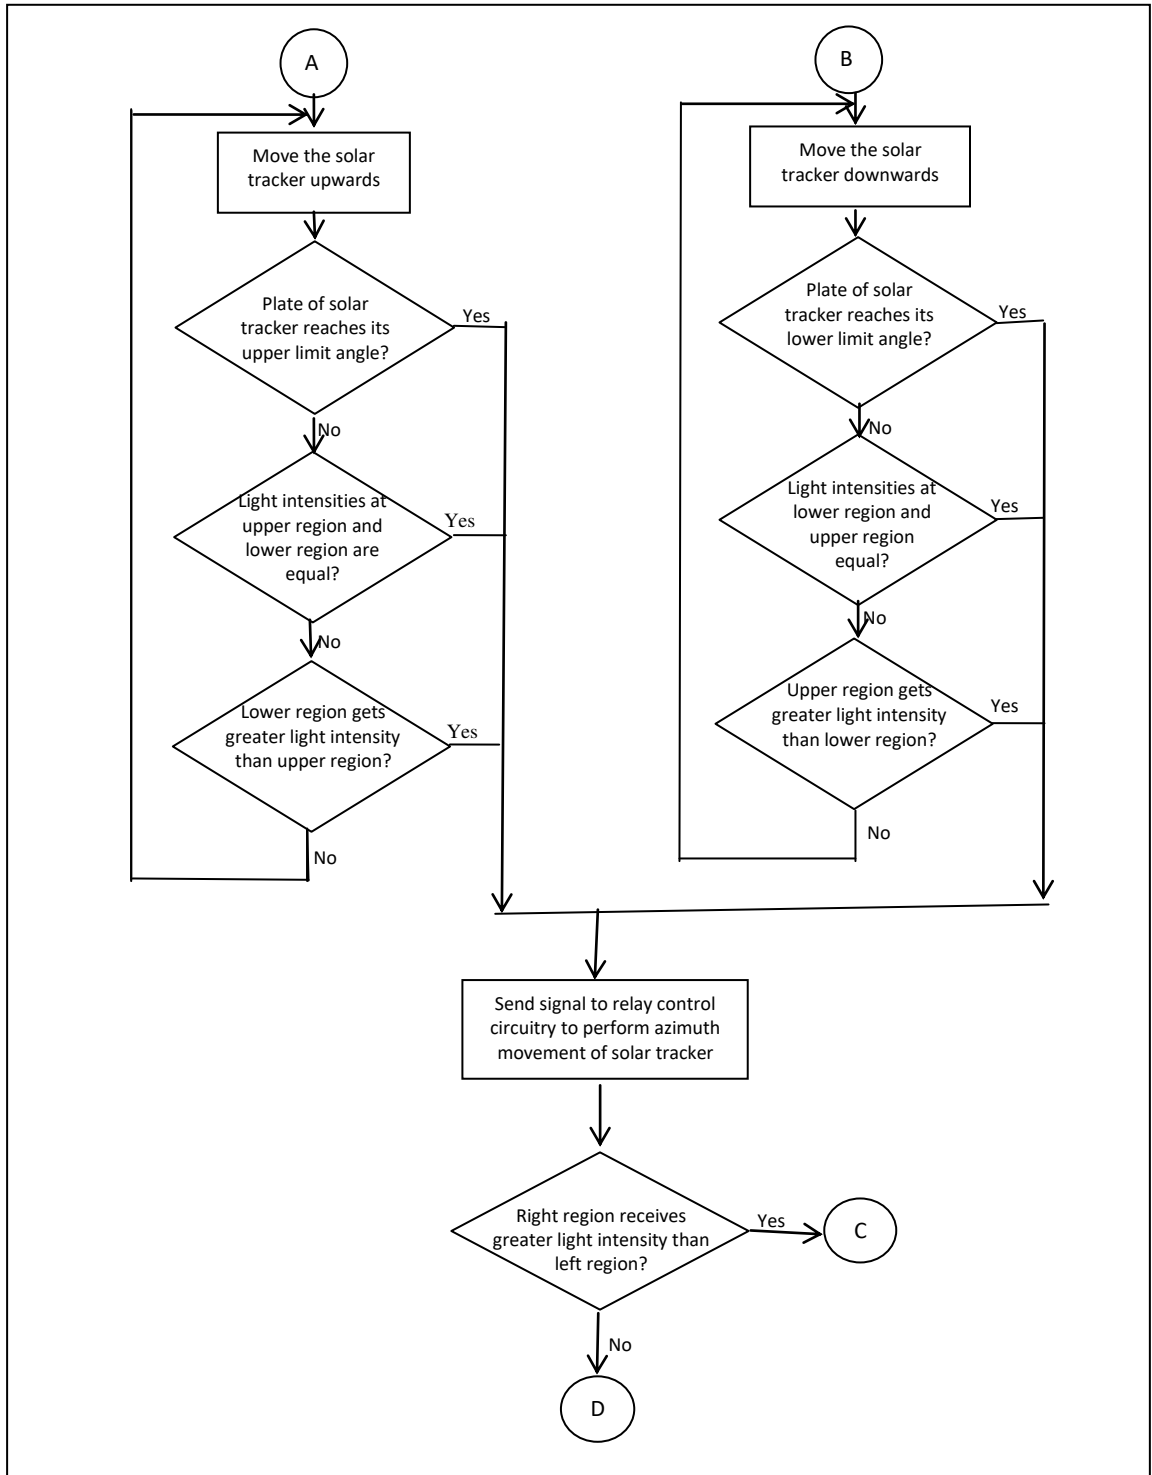 A
Move the solar
tracker upwards
Plate of solar
tracker reaches its
upper limit angle?
Yes
No
Light intensities at
upper region and
lower region are
equal?
Yes
No
Lower region gets
greater light intensity
than upper region?
Yes
No
B
Move the solar
tracker downwards
Plate of solar
tracker reaches its
lower limit angle?
Yes
No
Light intensities at
lower region and
upper region
equal?
Yes
No
Upper region gets
greater light intensity
than lower region?
Yes
No
Send signal to relay control
circuitry to perform azimuth
movement of solar tracker
Right region receives
greater light intensity than
left region?
Yes
C
No
D